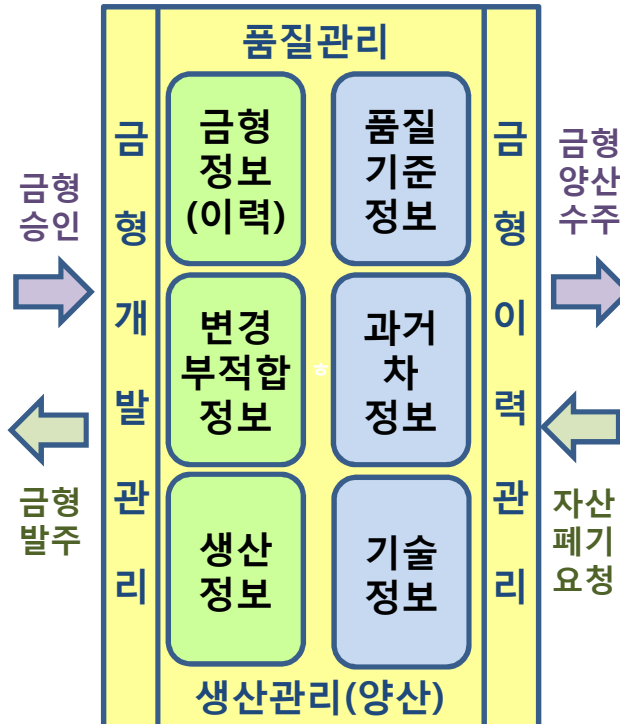 품질관리
금형
승인
금형
발주
금
형
개
발
관
리
금형
정보
(이력)
품질
기준
정보
변경
부적합
정보
ㅎ
과거
차
정보
생산
정보
기술
정보
생산관리(양산)
금
형
이
력
관
리
금형
양산
수주
자산
폐기
요청